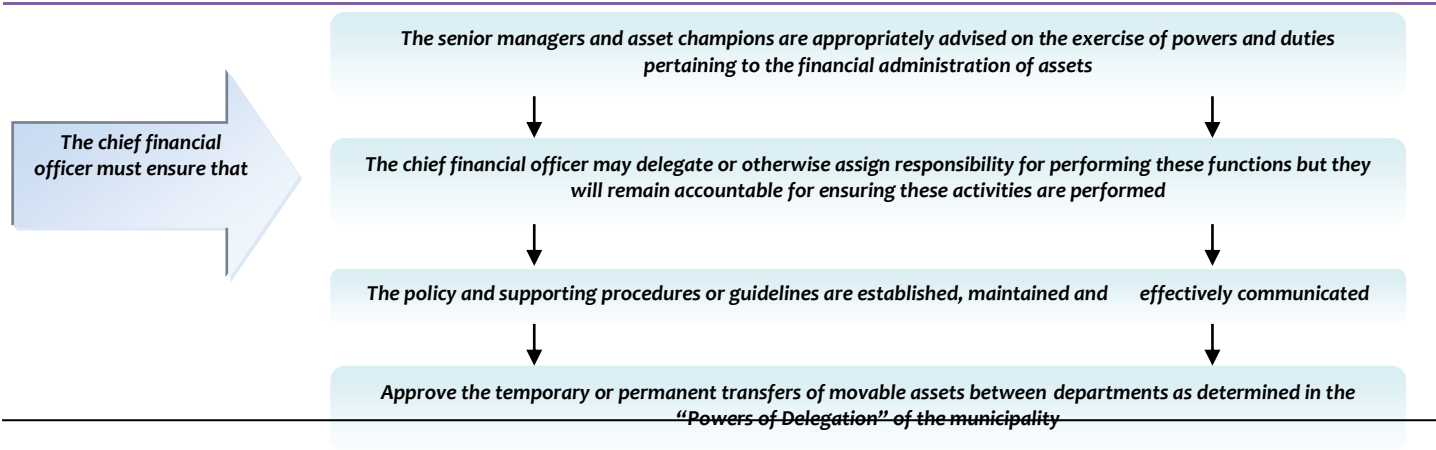 The chief financial
officer must ensure that
The senior managers and asset champions are appropriately advised on the exercise of powers and duties
pertaining to the financial administration of assets
The chief financial officer may delegate or otherwise assign responsibility for performing these functions but they
will remain accountable for ensuring these activities are performed
The policy and supporting procedures or guidelines are established, maintained and effectively communicated
Approve the temporary or permanent transfers of movable assets between departments as determined in the
“Powers of Delegation” of the municipality